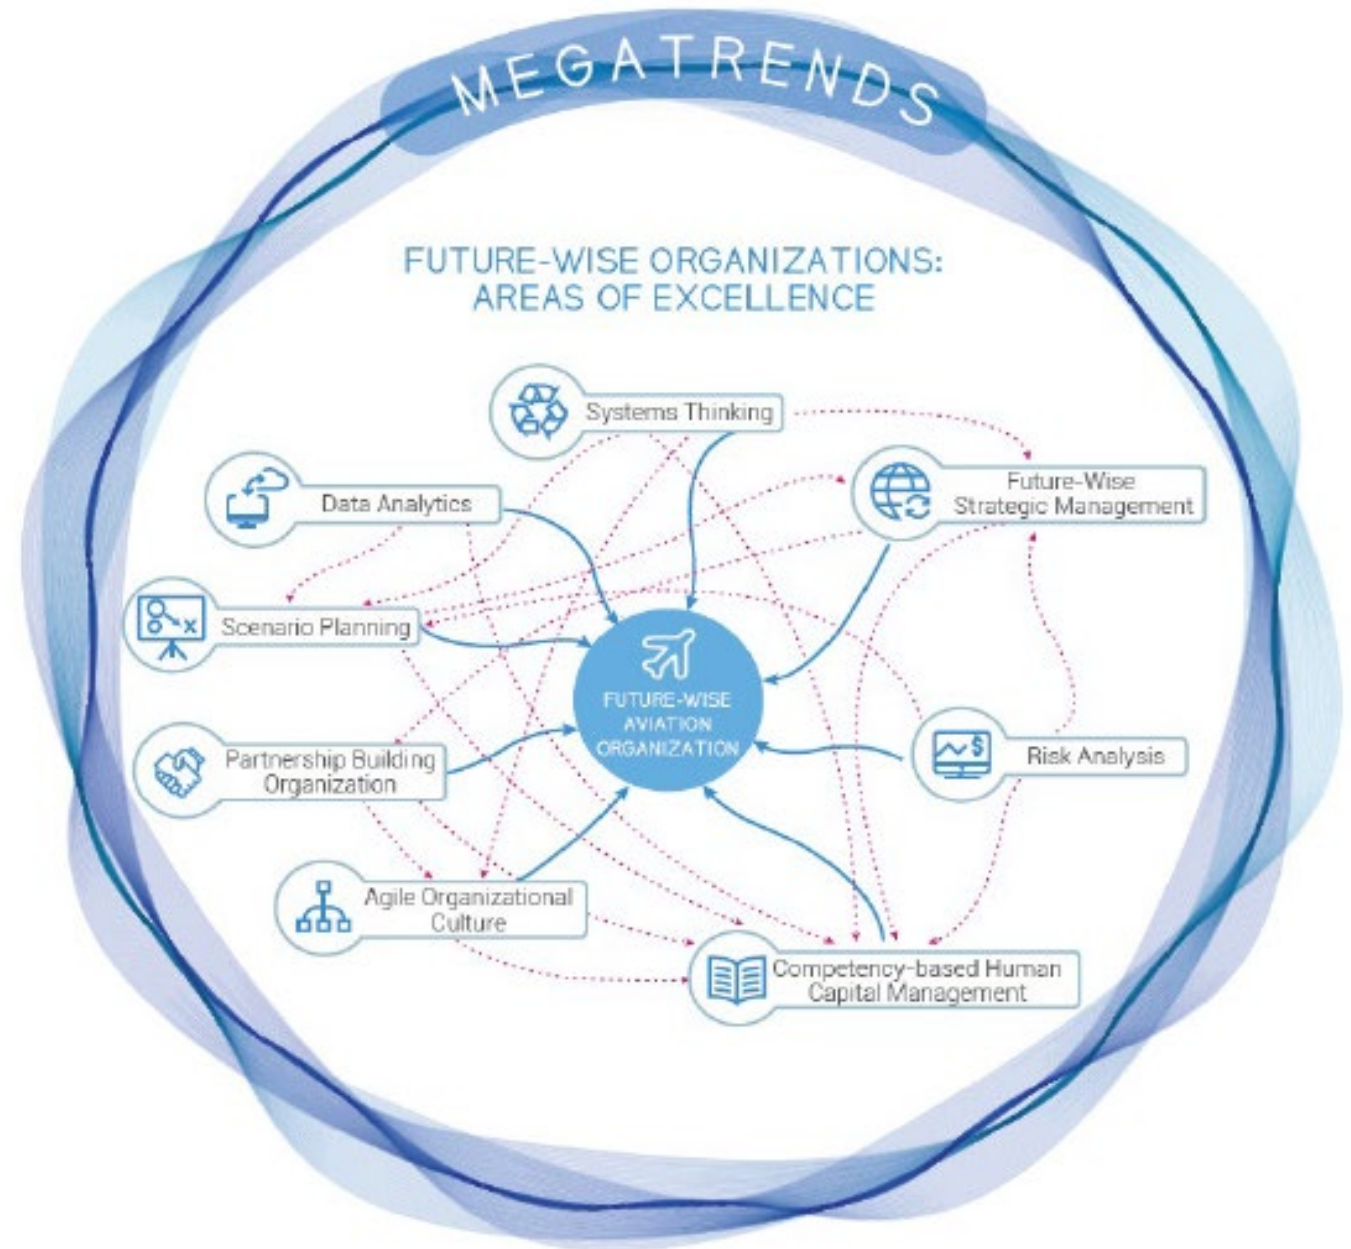 MEGATRENDS
FUTURE-WISE ORGANIZATIONS:
AREAS OF EXCELLENCE
Systems Thinking
Future-Wise
Strategic Management
Data Analytics
Scenario Planning
FUTURE-WISE
AVIATION
ORGANIZATION
Partnership Building
Organization
$
Risk Analysis
Agile Organizational
Culture
Competency-based Human
Capital Management